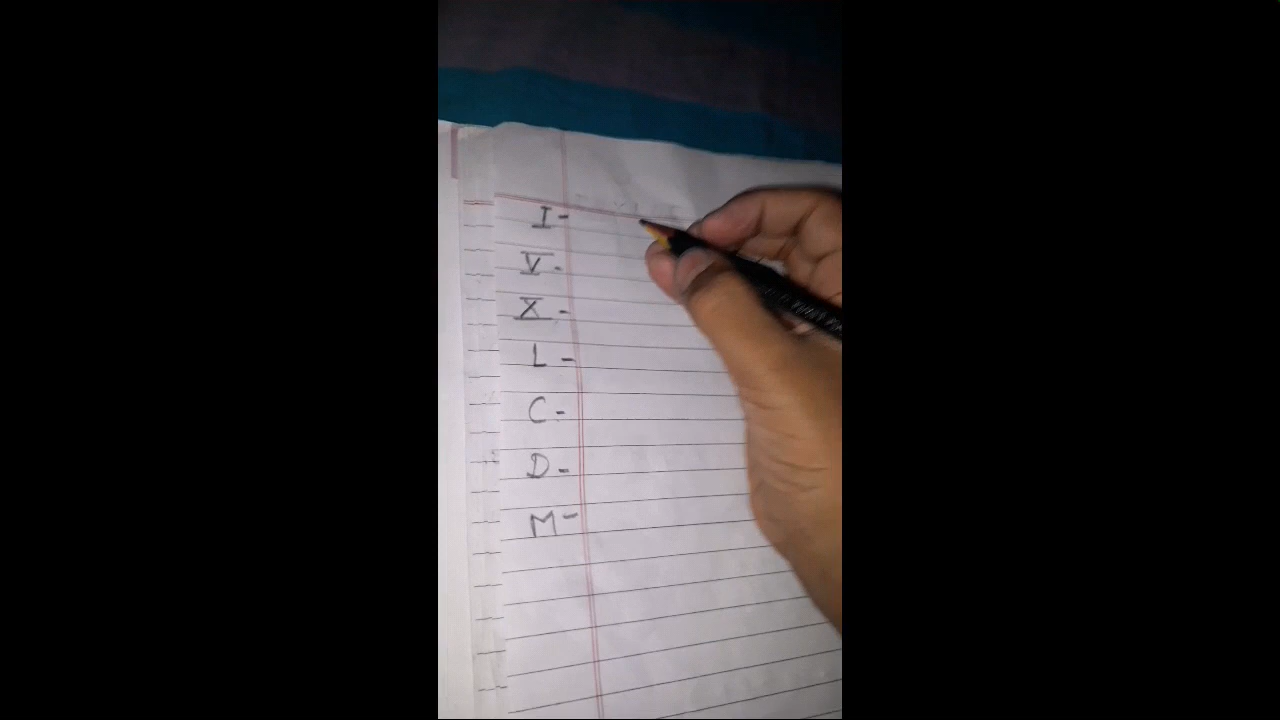 I-
V-
X-
L-
C-
D-
M-